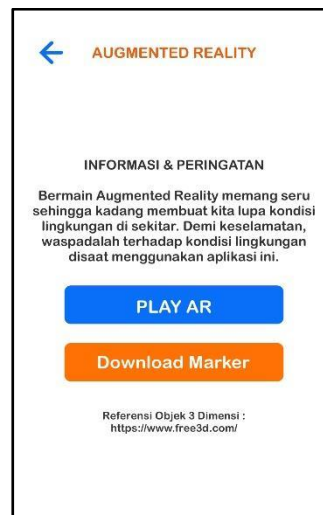 AUGMENTED REALITY
INFORMASI & PERINGATAN
Bermain Augmented Reality memang seru
sehingga kadang membuat kita lupa kondisi
lingkungan di sekitar. Demi keselamatan,
waspadalah terhadap kondisi lingkungan
disaat menggunakan aplikasi ini.
PLAY AR
Download Marker
Referensi Objek 3 Dimensi :
https://www.free3d.com/